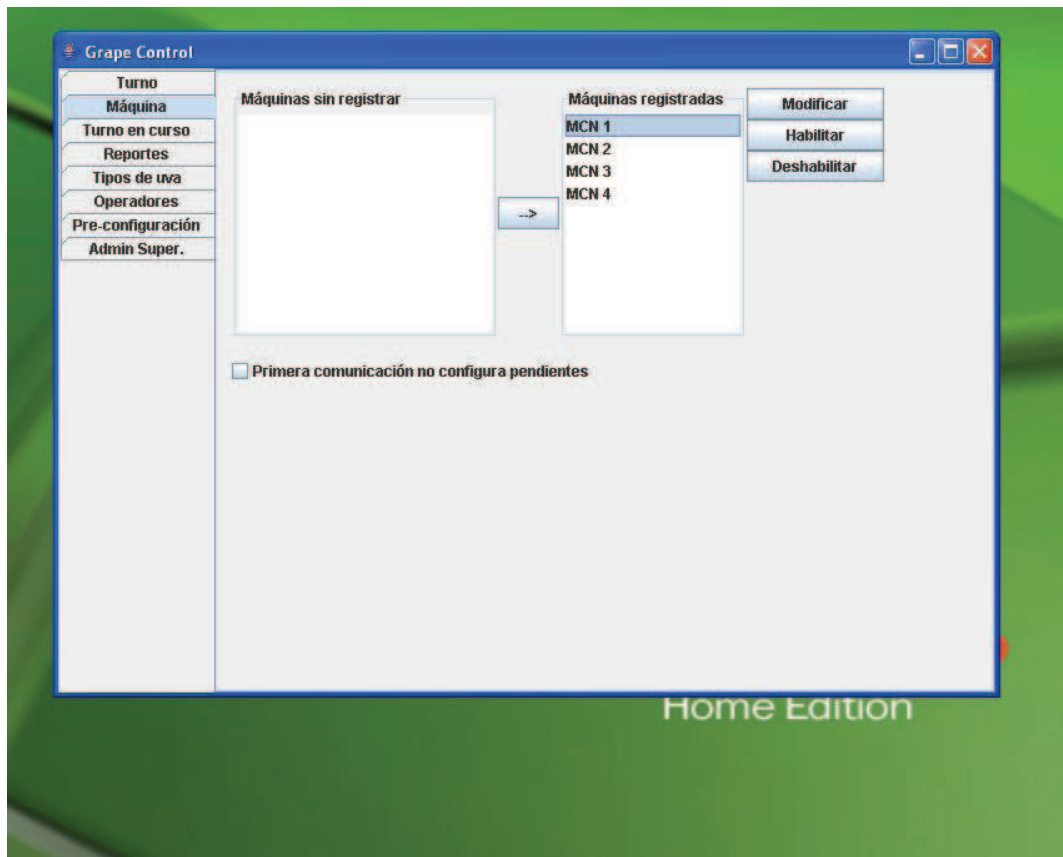 Grape Control
Turno
Máquina
Turno en curso
Reportes
Tipos de uva
Operadores
Pre-configuración
Admin Super.
Máquinas sin registrar
-->
Máquinas registradas
MCN 1
MCN 2
MCN 3
MCN 4
Modificar
Habilitar
Deshabilitar
Primera comunicación no configura pendientes
Home Edition